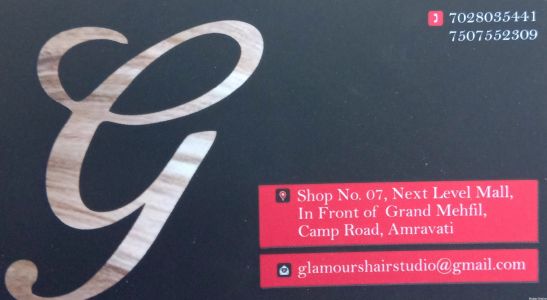 G
7028035441
7507552309
Shop No. 07, Next Level Mall,
In Front of Grand Mehfil,
Camp Road, Amravati
glamourshairstudio@gmail.com